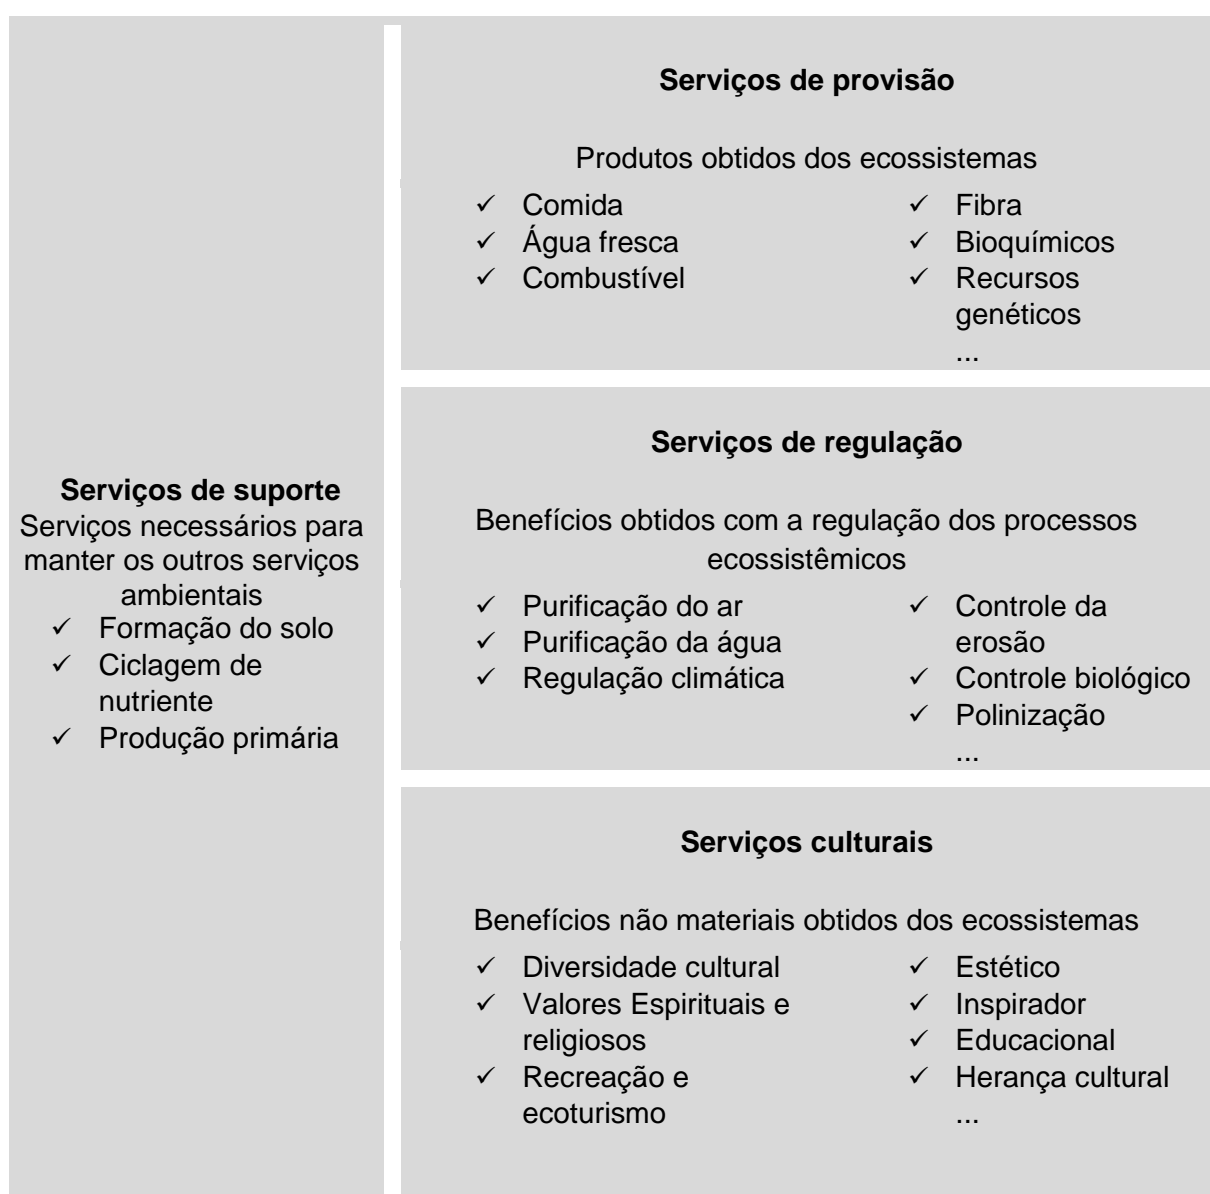 Serviços de suporte
Serviços necessários para
manter os outros serviços
ambientais
✓ Formação do solo
✓ Ciclagem de
nutriente
✓ Produção primária
Serviços de provisão
Produtos obtidos dos ecossistemas
✓ Comida
✓ Água fresca
✓ Combustível
✓ Fibra
✓ Bioquímicos
✓ Recursos
genéticos
...
Serviços de regulação
Benefícios obtidos com a regulação dos processos
ecossistêmicos
✓ Purificação do ar
✓ Purificação da água
✓ Regulação climática
✓ Controle da
erosão
✓ Controle biológico
✓ Polinização
...
Serviços culturais
Benefícios não materiais obtidos dos ecossistemas
✓ Diversidade cultural
✓ Valores Espirituais e
religiosos
✓ Recreação e
ecoturismo
✓ Estético
✓ Inspirador
✓ Educacional
✓ Herança cultural
...